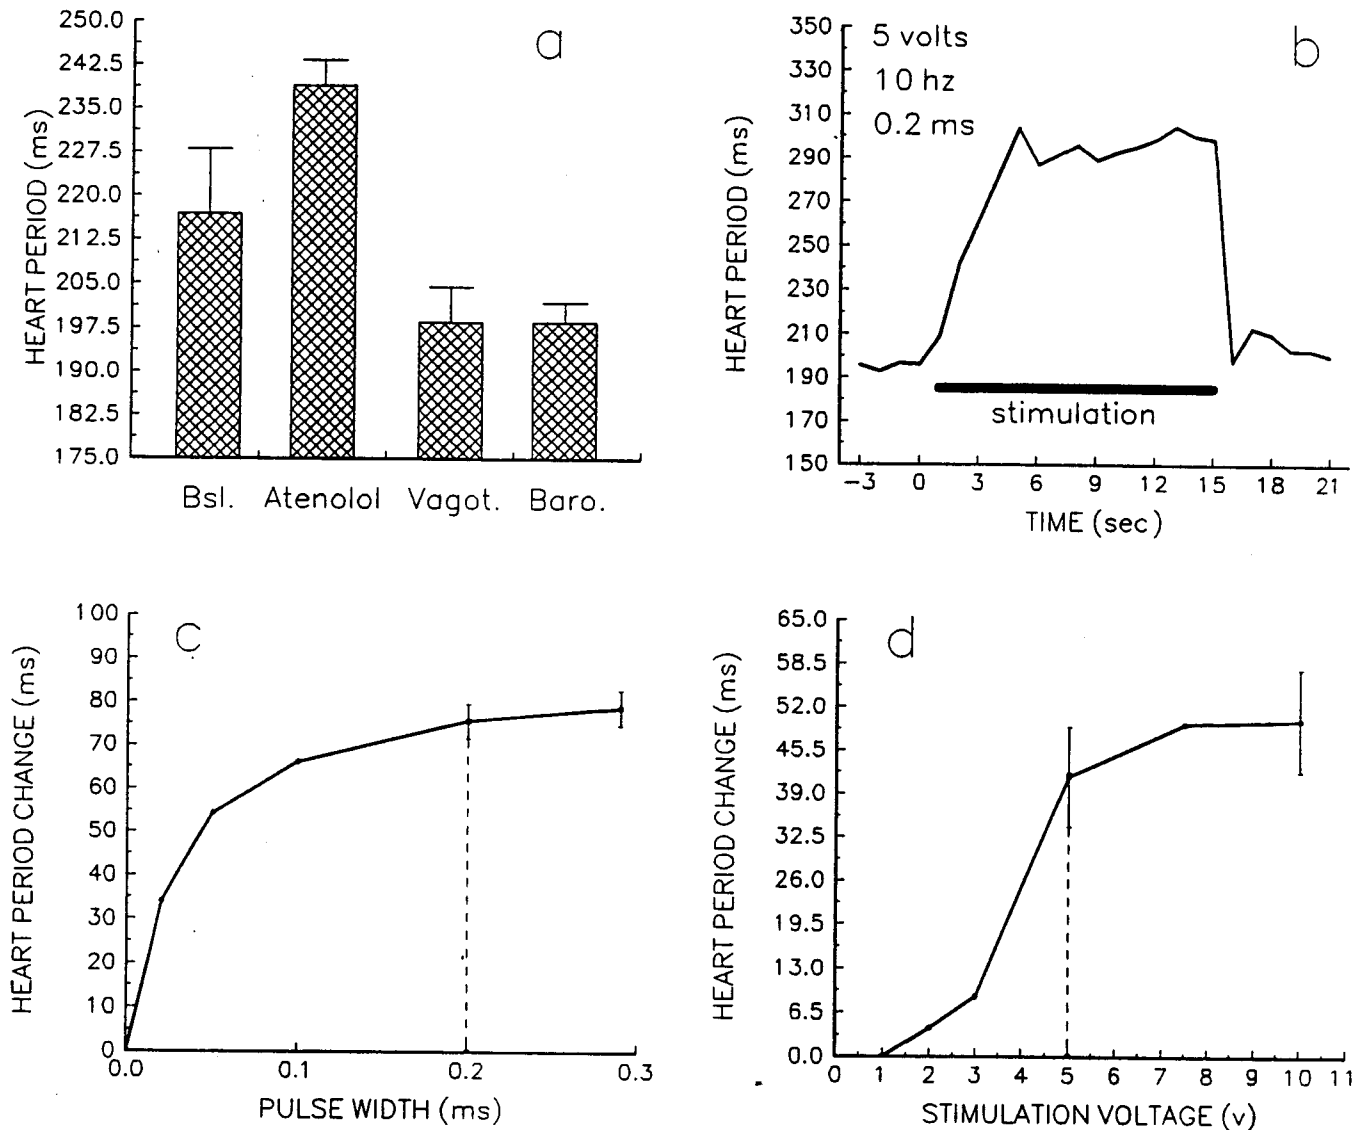 a
HEART PERIOD (ms)
250.0
242.5
235.0
227.5
220.0
212.5
205.0
197.5
190.0
182.5
175.0
Bsl. Atenolol Vagot. Baro.
b
5 volts
10 hz
0.2 ms
HEART PERIOD (ms)
350
330
310
290
270
250
230
210
190
170
150
stimulation
-3 0 3 6 9 12 15 18 21
TIME (sec)
c
HEART PERIOD CHANGE (ms)
100
90
80
70
60
50
40
30
20
10
0
0.0 0.1 0.2 0.3
PULSE WIDTH (ms)
d
HEART PERIOD CHANGE (ms)
65.0
58.5
52.0
45.5
39.0
32.5
26.0
19.5
13.0
6.5
0.0
0 1 2 3 4 5 6 7 8 9 10 11
STIMULATION VOLTAGE (v)